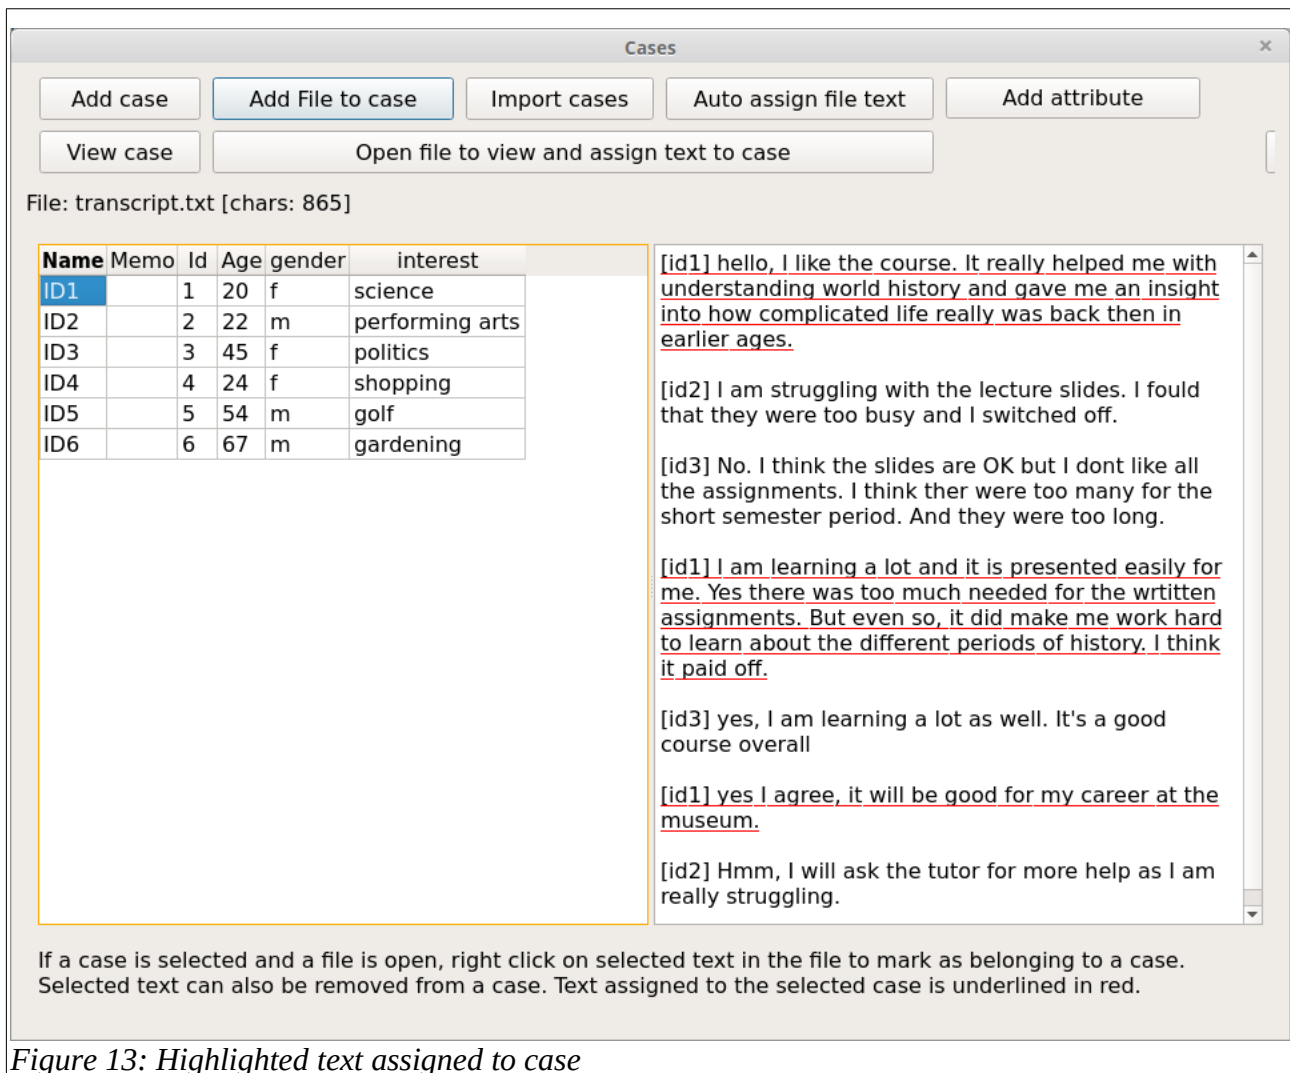 Cases ×
Add case Add File to case Import cases Auto assign file text Add attribute
View case Open file to view and assign text to case
File: transcript.txt [chars: 865]
Name Memo Id Age gender interest
ID1 1 20 f science
ID2 2 22 m performing arts
ID3 3 45 f politics
ID4 4 24 f shopping
ID5 5 54 m golf
ID6 6 67 m gardening
[id1] hello, I like the course. It really helped me with
understanding world history and gave me an insight
into how complicated life really was back then in
earlier ages.
[id2] I am struggling with the lecture slides. I fould
that they were too busy and I switched off.
[id3] No. I think the slides are OK but I dont like all
the assignments. I think ther were too many for the
short semester period. And they were too long.
[id1] I am learning a lot and it is presented easily for
me. Yes there was too much needed for the wrtitten
assignments. But even so, it did make me work hard
to learn about the different periods of history. I think
it paid off.
[id3] yes, I am learning a lot as well. It's a good
course overall
[id1] yes I agree, it will be good for my career at the
museum.
[id2] Hmm, I will ask the tutor for more help as I am
really struggling.
If a case is selected and a file is open, right click on selected text in the file to mark as belonging to a case.
Selected text can also be removed from a case. Text assigned to the selected case is underlined in red.
Figure 13: Highlighted text assigned to case